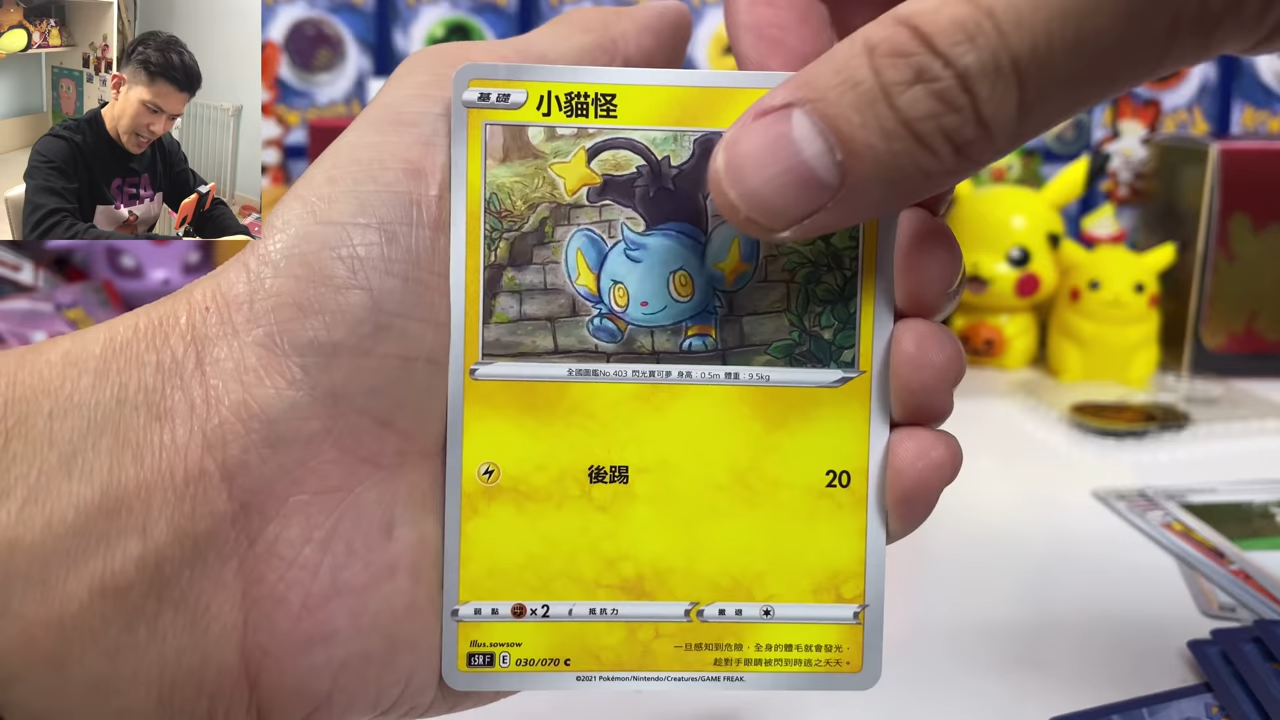 SEA
基礎 小貓怪
全國圖鑑No.403 閃光寶可夢 身高：0.5m 體重：9.5kg
後踢 20
弱點 ×2 抵抗力 撤退
Illus.sowsow
一旦感知到危險，全身的體毛就會發光，
趁對手眼睛被閃到時逃之夭夭。
s5R F E 030/070 C
©2021 Pokémon/Nintendo/Creatures/GAME FREAK.